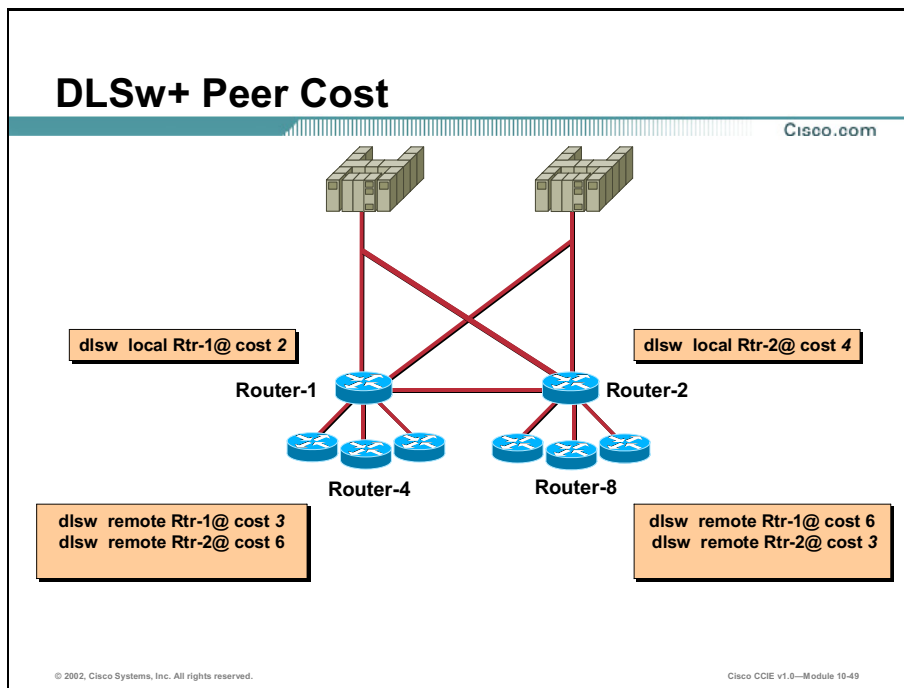 DLSw+ Peer Cost
Cisco.com
dlsw local Rtr-1@ cost 2
dlsw local Rtr-2@ cost 4
Router-1
Router-2
Router-4
Router-8
dlsw remote Rtr-1@ cost 3
dlsw remote Rtr-2@ cost 6
dlsw remote Rtr-1@ cost 6
dlsw remote Rtr-2@ cost 3
© 2002, Cisco Systems, Inc. All rights reserved.
Cisco CCIE v1.0—Module 10-49